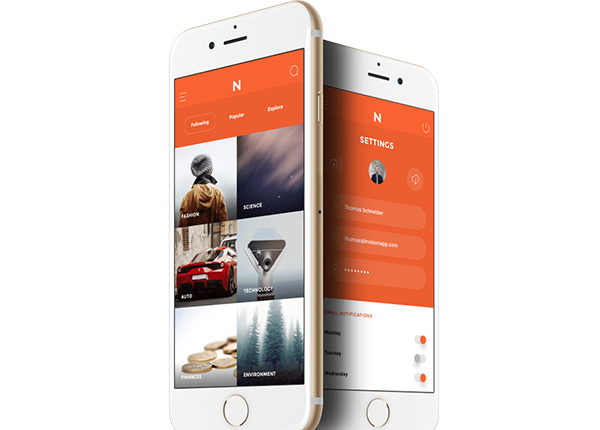 N
Following
Popular
Explore
FASHION
SCIENCE
AUTO
TECHNOLOGY
FINANCES
ENVIRONMENT
N
SETTINGS
Thomas Schneider
Thomas@invisionapp.com
EMAIL NOTIFICATIONS
Monday
Tuesday
Wednesday